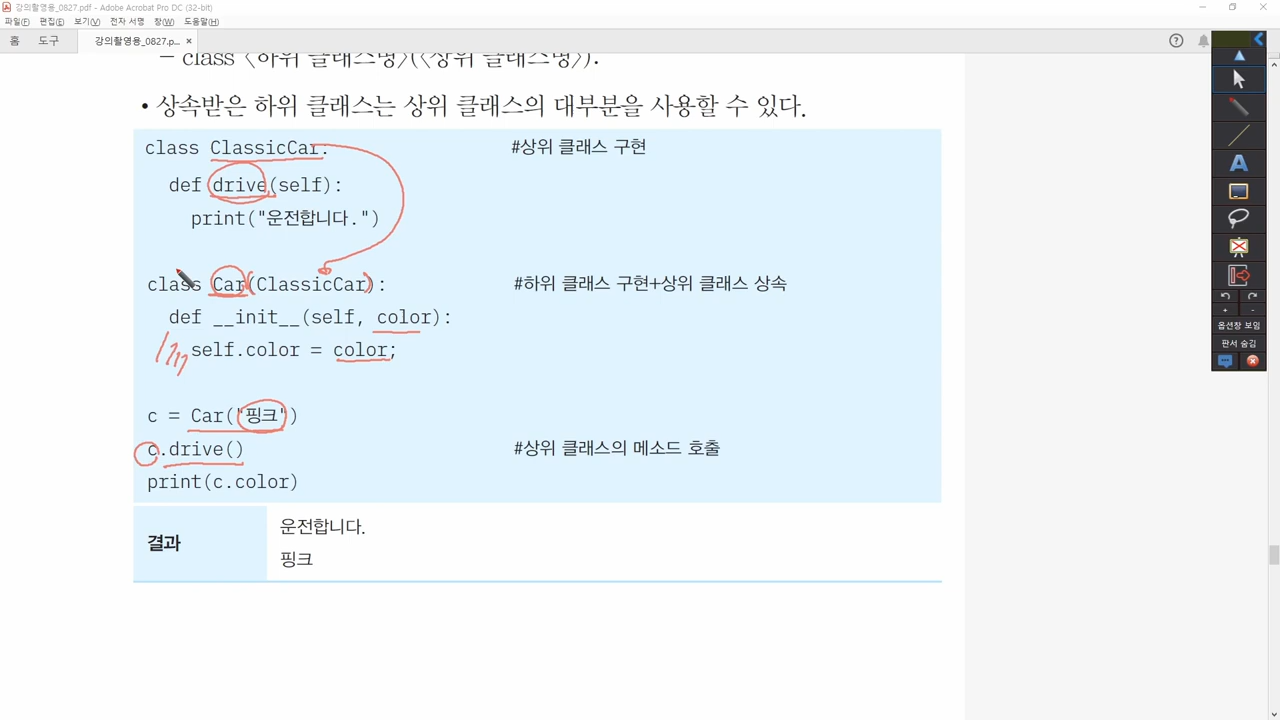 강의촬영용_0827.pdf - Adobe Acrobat Pro DC (32-bit)
파일(F) 편집(E) 보기(V) 전자 서명 창(W) 도움말(H)
홈 도구 강의촬영용_0827.p... ×
– class 〈하위 클래스명〉(〈상위 클래스명〉):
• 상속받은 하위 클래스는 상위 클래스의 대부분을 사용할 수 있다.
class ClassicCar: #상위 클래스 구현
def drive(self):
print("운전합니다.")
class Car(ClassicCar): #하위 클래스 구현+상위 클래스 상속
def __init__(self, color):
self.color = color;
c = Car("핑크")
c.drive() #상위 클래스의 메소드 호출
print(c.color)
결과
운전합니다.
핑크
A
옵션창 보임
판서 숨김